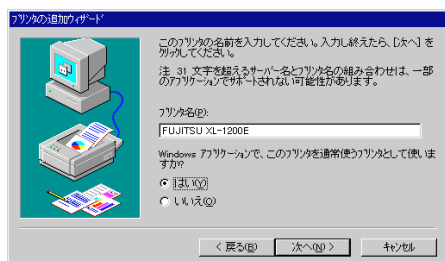 プリンタの追加ウィザード
このプリンタの名前を入力してください。入力し終えたら、[次へ] を
クリックしてください。
注 31 文字を超えるサーバー名とプリンタ名の組み合わせは、一部
のアプリケーションでサポートされない可能性があります。
プリンタ名(P):
FUJITSU XL-1200E
Windows アプリケーションで、このプリンタを通常使うプリンタとして使いま
すか?
はい(Y)
いいえ(O)
< 戻る(B)
次へ(N) >
キャンセル